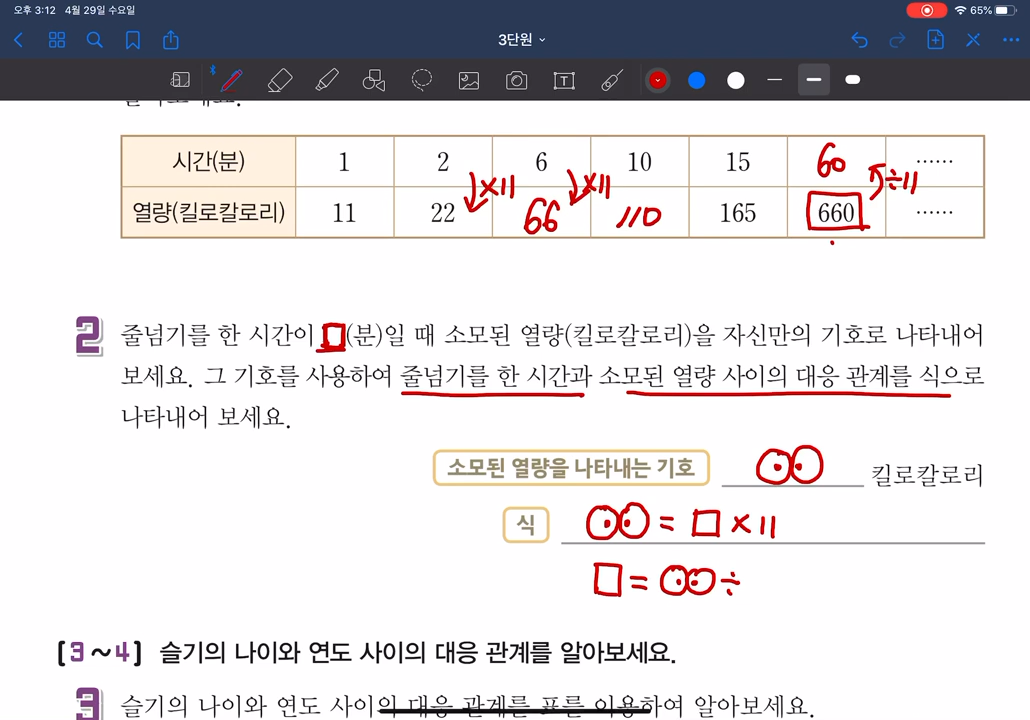 오후 3:12 4월 29일 수요일 65%
3단원
시간(분) 1 2 6 10 15 60 ······
×11 ×11 ÷11
열량(킬로칼로리) 11 22 66 110 165 660 ······
2 줄넘기를 한 시간이 □(분)일 때 소모된 열량(킬로칼로리)을 자신만의 기호로 나타내어
보세요. 그 기호를 사용하여 줄넘기를 한 시간과 소모된 열량 사이의 대응 관계를 식으로
나타내어 보세요.
소모된 열량을 나타내는 기호 킬로칼로리
식 = □ × 11
□ = ÷
[3~4] 슬기의 나이와 연도 사이의 대응 관계를 알아보세요.
3 슬기의 나이와 연도 사이의 대응 관계를 표를 이용하여 알아보세요.